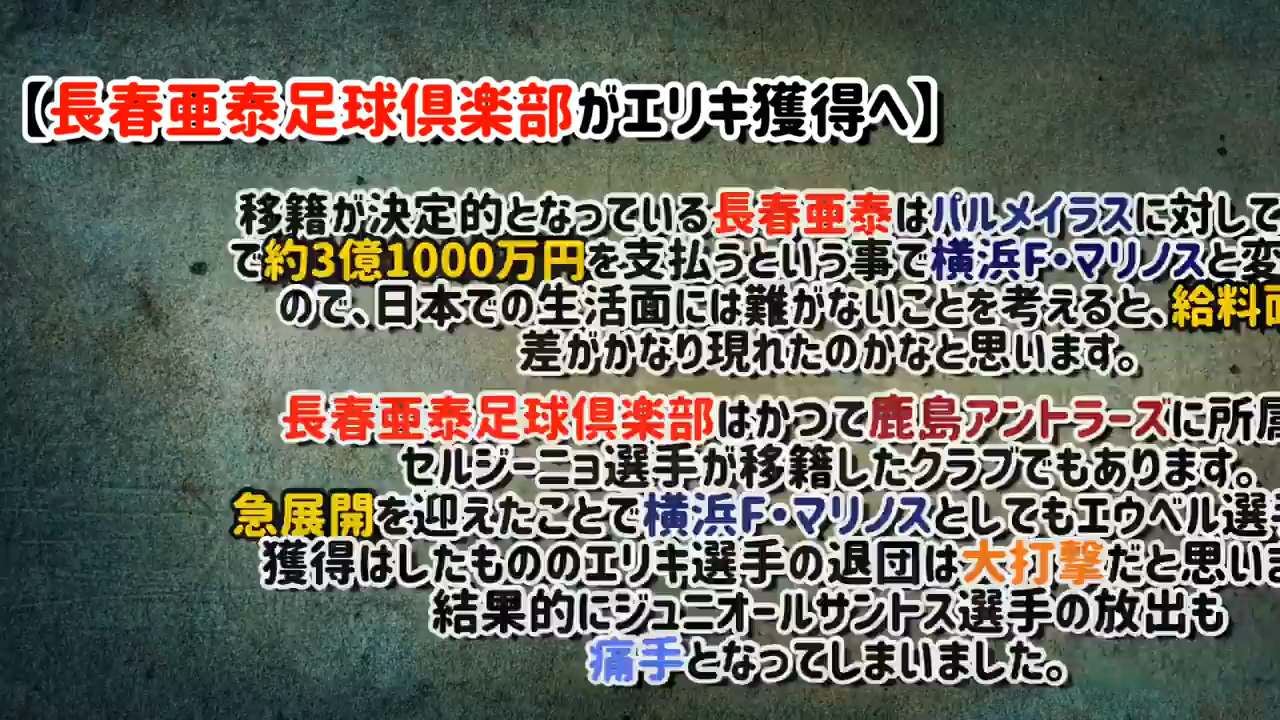 【長春亜泰足球倶楽部がエリキ獲得へ】
移籍が決定的となっている長春亜泰はパルメイラスに対して
で約3億1000万円を支払うという事で横浜F・マリノスと変
ので、日本での生活面には難がないことを考えると、給料面
差がかなり現れたのかなと思います。
長春亜泰足球倶楽部はかつて鹿島アントラーズに所属
セルジーニョ選手が移籍したクラブでもあります。
急展開を迎えたことで横浜F・マリノスとしてもエウベル選手
獲得はしたもののエリキ選手の退団は大打撃だと思いま
結果的にジュニオールサントス選手の放出も
痛手となってしまいました。